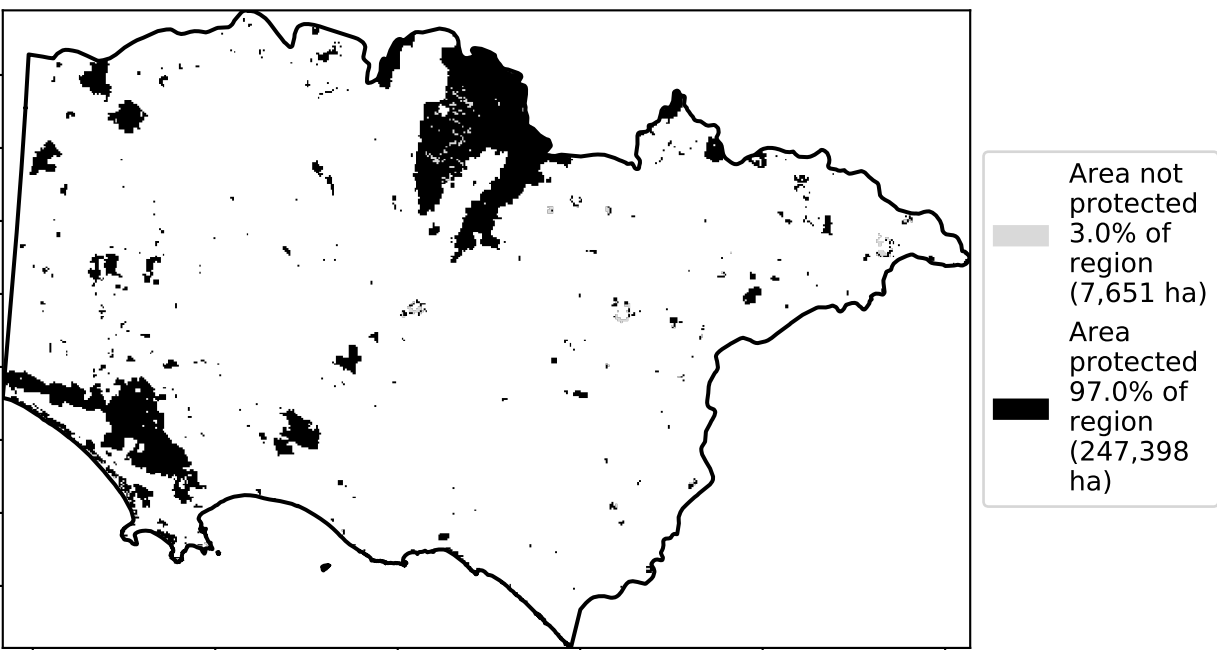 Area not
protected
3.0% of
region
(7,651 ha)
Area
protected
97.0% of
region
(247,398
ha)